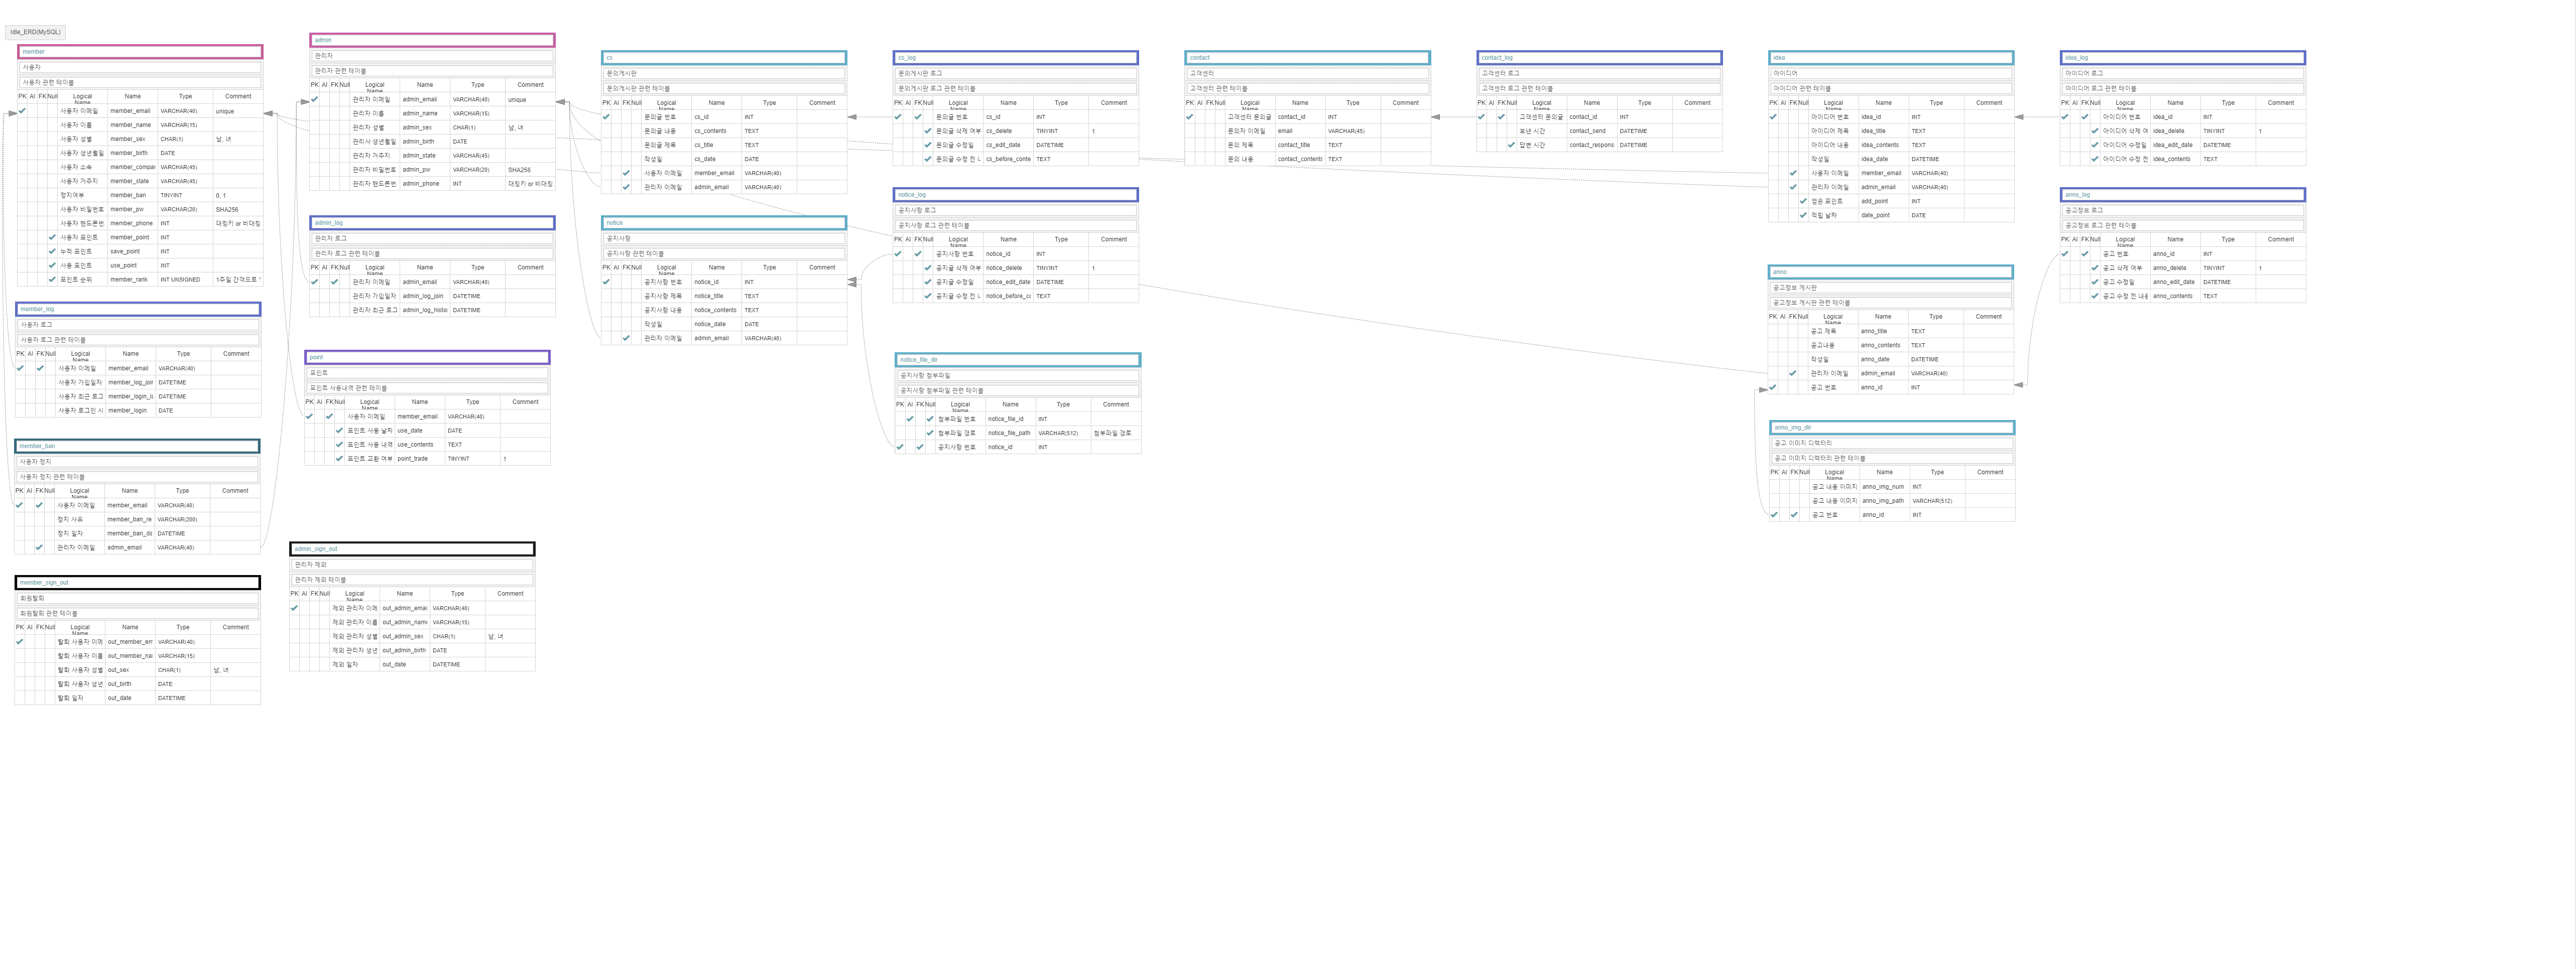 Idle_ERD(MySQL)
member
사용자
사용자 관련 테이블
PK AI FK Null Logical Name Name Type Comment
사용자 이메일 member_email VARCHAR(40) unique
사용자 이름 member_name VARCHAR(15)
사용자 성별 member_sex CHAR(1) 남, 녀
사용자 생년월일 member_birth DATE
사용자 소속 member_compa VARCHAR(45)
사용자 거주지 member_state VARCHAR(45)
정지여부 member_ban TINYINT 0, 1
사용자 비밀번호 member_pw VARCHAR(20) SHA256
사용자 핸드폰번 member_phone INT 대칭키 or 비대칭
사용자 포인트 member_point INT
누적 포인트 save_point INT
사용 포인트 use_point INT
포인트 순위 member_rank INT UNSIGNED 1주일 간격으로
member_log
사용자 로그
사용자 로그 관련 테이블
PK AI FK Null Logical Name Name Type Comment
사용자 이메일 member_email VARCHAR(40)
사용자 가입일자 member_log_join DATETIME
사용자 최근 로그 member_login_l DATETIME
사용자 로그인 시 member_login DATE
member_ban
사용자 정지
사용자 정지 관련 테이블
PK AI FK Null Logical Name Name Type Comment
사용자 이메일 member_email VARCHAR(40)
정지 사유 member_ban_re VARCHAR(200)
정지 일자 member_ban_da DATETIME
관리자 이메일 admin_email VARCHAR(40)
member_sign_out
회원탈퇴
회원탈퇴 관련 테이블
PK AI FK Null Logical Name Name Type Comment
탈퇴 사용자 이메 out_member_em VARCHAR(40)
탈퇴 사용자 이름 out_member_na VARCHAR(15)
탈퇴 사용자 성별 out_sex CHAR(1) 남, 녀
탈퇴 사용자 생년 out_birth DATE
탈퇴 일자 out_date DATETIME
admin
관리자
관리자 관련 테이블
PK AI FK Null Logical Name Name Type Comment
관리자 이메일 admin_email VARCHAR(40) unique
관리자 이름 admin_name VARCHAR(15)
관리자 성별 admin_sex CHAR(1) 남, 녀
관리사 생년월일 admin_birth DATE
관리자 거주지 admin_state VARCHAR(45)
관리자 비밀번호 admin_pw VARCHAR(20) SHA256
관리자 핸드폰번 admin_phone INT 대칭키 or 비대칭
admin_log
관리자 로그
관리자 로그 관련 테이블
PK AI FK Null Logical Name Name Type Comment
관리자 이메일 admin_email VARCHAR(40)
관리자 가입일자 admin_log_join DATETIME
관리자 최근 로그 admin_log_histo DATETIME
point
포인트
포인트 사용내역 관련 테이블
PK AI FK Null Logical Name Name Type Comment
사용자 이메일 member_email VARCHAR(40)
포인트 사용 날짜 use_date DATE
포인트 사용 내역 use_contents TEXT
포인트 교환 여부 point_trade TINYINT 1
admin_sign_out
관리자 제외
관리자 제외 테이블
PK AI FK Null Logical Name Name Type Comment
제외 관리자 이메 out_admin_emai VARCHAR(40)
제외 관리자 이름 out_admin_name VARCHAR(15)
제외 관리자 성별 out_admin_sex CHAR(1) 남, 녀
제외 관리자 생년 out_admin_birth DATE
제외 일자 out_date DATETIME
cs
문의게시판
문의게시판 관련 테이블
PK AI FK Null Logical Name Name Type Comment
문의글 번호 cs_id INT
문의글 내용 cs_contents TEXT
문의글 제목 cs_title TEXT
작성일 cs_date DATE
사용자 이메일 member_email VARCHAR(40)
관리자 이메일 admin_email VARCHAR(40)
notice
공지사항
공지사항 관련 테이블
PK AI FK Null Logical Name Name Type Comment
공지사항 번호 notice_id INT
공지사항 제목 notice_title TEXT
공지사항 내용 notice_contents TEXT
작성일 notice_date DATE
관리자 이메일 admin_email VARCHAR(40)
cs_log
문의게시판 로그
문의게시판 로그 관련 테이블
PK AI FK Null Logical Name Name Type Comment
문의글 번호 cs_id INT
문의글 삭제 여부 cs_delete TINYINT 1
문의글 수정일 cs_edit_date DATETIME
문의글 수정 전 cs_before_conte TEXT
notice_log
공지사항 로그
공지사항 로그 관련 테이블
PK AI FK Null Logical Name Name Type Comment
공지사항 번호 notice_id INT
공지글 삭제 여부 notice_delete TINYINT 1
공지글 수정일 notice_edit_date DATETIME
공지글 수정 전 notice_before_co TEXT
notice_file_dir
공지사항 첨부파일
공지사항 첨부파일 관련 테이블
PK AI FK Null Logical Name Name Type Comment
첨부파일 번호 notice_file_id INT
첨부파일 경로 notice_file_path VARCHAR(512) 첨부파일 경로
공지사항 번호 notice_id INT
contact
고객센터
고객센터 관련 테이블
PK AI FK Null Logical Name Name Type Comment
고객센터 문의글 contact_id INT
문의자 이메일 email VARCHAR(45)
문의 제목 contact_title TEXT
문의 내용 contact_contents TEXT
contact_log
고객센터 로그
고객센터 로그 관련 테이블
PK AI FK Null Logical Name Name Type Comment
고객센터 문의글 contact_id INT
보낸 시간 contact_send DATETIME
답변 시간 contact_respons DATETIME
idea
아이디어
아이디어 관련 테이블
PK AI FK Null Logical Name Name Type Comment
아이디어 번호 idea_id INT
아이디어 제목 idea_title TEXT
아이디어 내용 idea_contents TEXT
작성일 idea_date DATETIME
사용자 이메일 member_email VARCHAR(40)
관리자 이메일 admin_email VARCHAR(40)
얻은 포인트 add_point INT
적립 날짜 date_point DATE
anno
공고정보 게시판
공고정보 게시판 관련 테이블
PK AI FK Null Logical Name Name Type Comment
공고 제목 anno_title TEXT
공고내용 anno_contents TEXT
작성일 anno_date DATETIME
관리자 이메일 admin_email VARCHAR(40)
공고 번호 anno_id INT
anno_img_dir
공고 이미지 디렉터리
공고 이미지 디렉터리 관련 테이블
PK AI FK Null Logical Name Name Type Comment
공고 내용 이미지 anno_img_num INT
공고 내용 이미지 anno_img_path VARCHAR(512)
공고 번호 anno_id INT
idea_log
아이디어 로그
아이디어 로그 관련 테이블
PK AI FK Null Logical Name Name Type Comment
아이디어 번호 idea_id INT
아이디어 삭제 여 idea_delete TINYINT 1
아이디어 수정일 idea_edit_date DATETIME
아이디어 수정 전 idea_contents TEXT
anno_log
공고정보 로그
공고정보 로그 관련 테이블
PK AI FK Null Logical Name Name Type Comment
공고 번호 anno_id INT
공고 삭제 여부 anno_delete TINYINT 1
공고 수정일 anno_edit_date DATETIME
공고 수정 전 내용 anno_contents TEXT